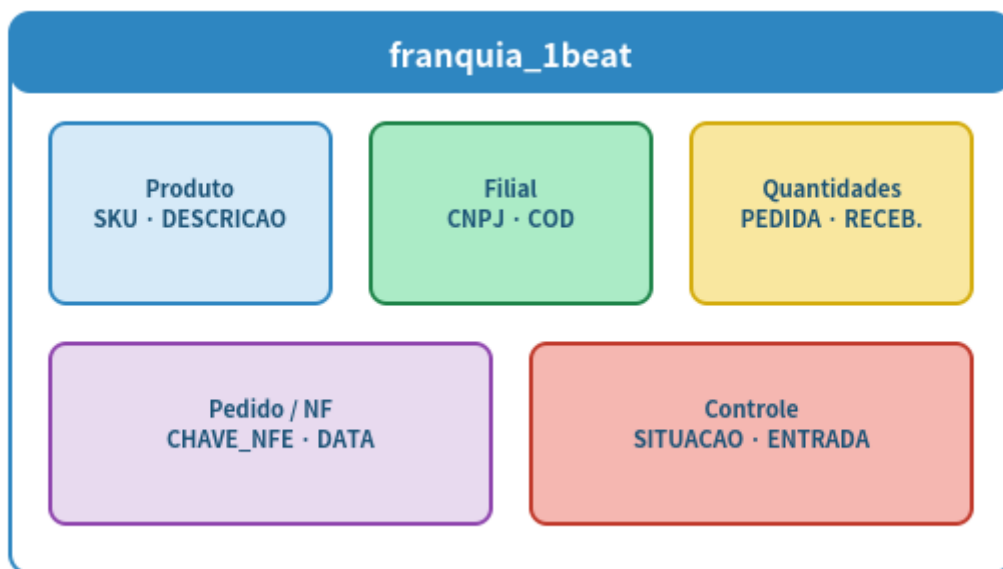 franquia_1beat
Produto
SKU · DESCRICAO
Filial
CNPJ · COD
Quantidades
PEDIDA · RECEB.
Pedido / NF
CHAVE_NFE · DATA
Controle
SITUACAO · ENTRADA